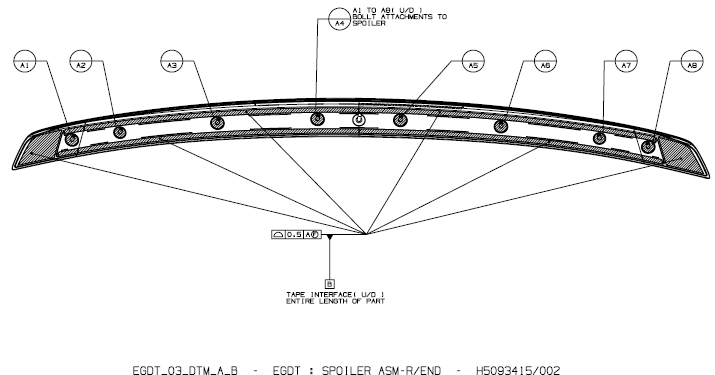 A1 TO A8( U/D )
BOLLT ATTACHMENTS TO
SPOILER
A4
A1
A2
A3
A5
A6
A7
A8
⌓ 0.5 A Ⓕ
B
TAPE INTERFACE( U/D )
ENTIRE LENGTH OF PART
EGDT_03_DTM_A_B - EGDT : SPOILER ASM-R/END - H5093415/002